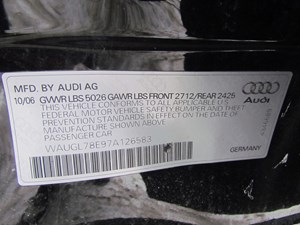 MFD. BY AUDI AG
10/06 GVWR LBS 5026 GAWR LBS FRONT 2712/REAR 2425
THIS VEHICLE CONFORMS TO ALL APPLICABLE U.S.
FEDERAL MOTOR VEHICLE SAFETY BUMPER AND THEFT
PREVENTION STANDARDS IN EFFECT ON THE DATE OF
MANUFACTURE SHOWN ABOVE
PASSENGER CAR
WAUGL78E97A126583
Audi
GERMANY